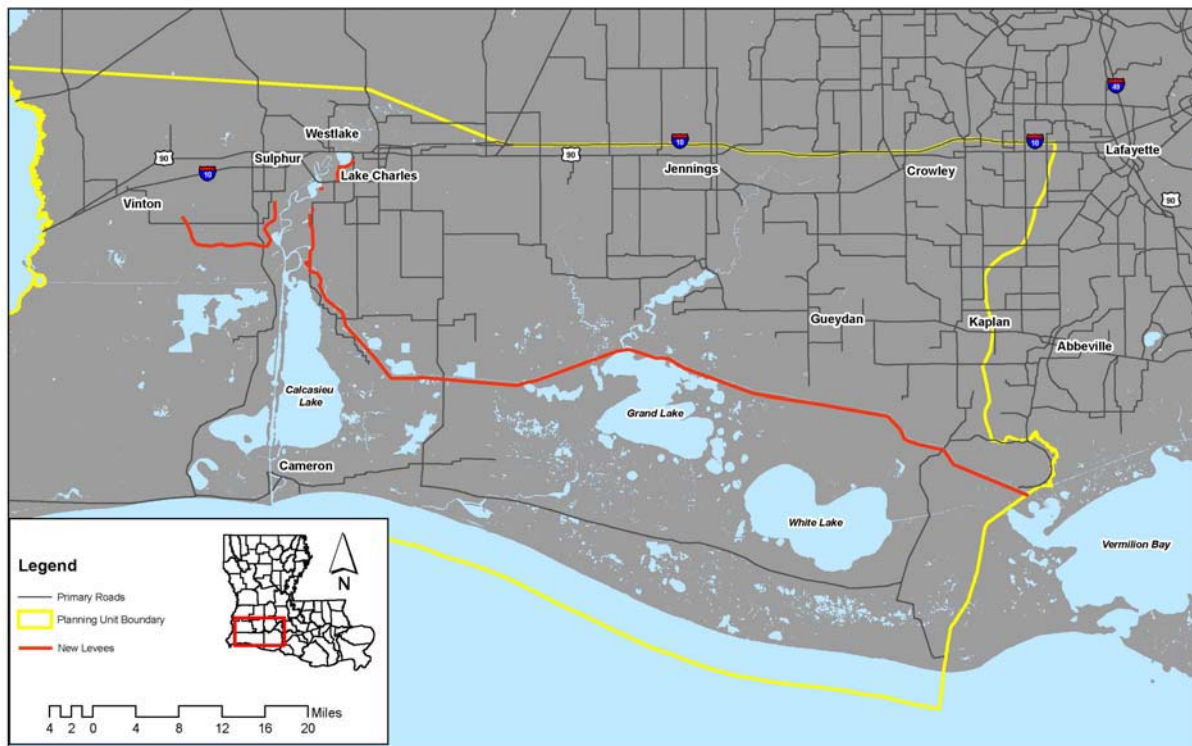 49
Westlake
90
Sulphur
10
90
10
10
Lafayette
Lake Charles
Jennings
Crowley
90
Vinton
Gueydan
Kaplan
Abbeville
Calcasieu
Lake
Grand Lake
Cameron
White Lake
Vermilion Bay
Legend
Primary Roads
Planning Unit Boundary
New Levees
N
Miles
4 2 0 4 8 12 16 20